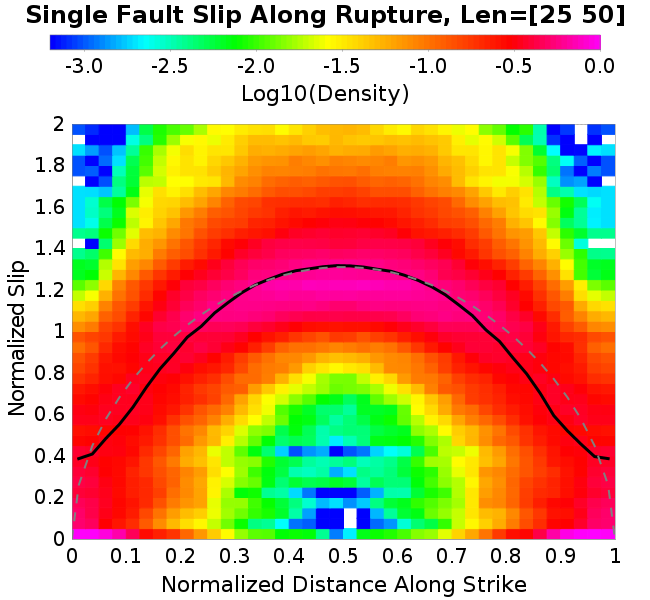 Single Fault Slip Along Rupture, Len=[25 50]
-3.0 -2.5 -2.0 -1.5 -1.0 -0.5 0.0
Log10(Density)
2
1.8
1.6
1.4
1.2
1
0.8
0.6
0.4
0.2
0
Normalized Slip
0 0.1 0.2 0.3 0.4 0.5 0.6 0.7 0.8 0.9 1
Normalized Distance Along Strike